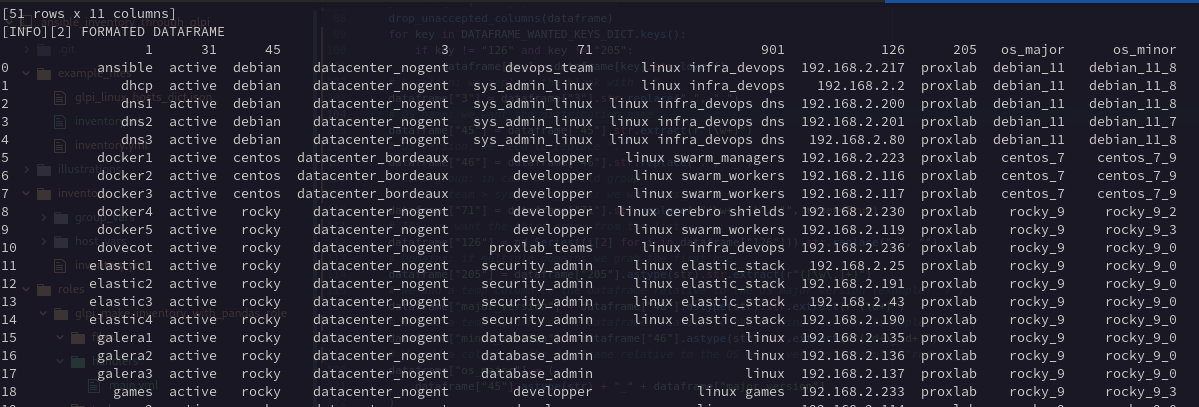 [51 rows x 11 columns]
[INFO][2] FORMATED DATAFRAME
1 31 45 3 71 901 126 205 os_major os_minor
0 ansible active debian datacenter_nogent devops_team linux infra_devops 192.168.2.217 proxlab debian_11 debian_11_8
1 dhcp active debian datacenter_nogent sys_admin_linux linux infra_devops 192.168.2.2 proxlab debian_11 debian_11_8
2 dns1 active debian datacenter_nogent sys_admin_linux linux infra_devops dns 192.168.2.200 proxlab debian_11 debian_11_8
3 dns2 active debian datacenter_nogent sys_admin_linux linux infra_devops dns 192.168.2.201 proxlab debian_11 debian_11_7
4 dns3 active debian datacenter_nogent sys_admin_linux linux infra_devops dns 192.168.2.80 proxlab debian_11 debian_11_8
5 docker1 active centos datacenter_bordeaux developper linux swarm_managers 192.168.2.223 proxlab centos_7 centos_7_9
6 docker2 active centos datacenter_bordeaux developper linux swarm_workers 192.168.2.116 proxlab centos_7 centos_7_9
7 docker3 active centos datacenter_bordeaux developper linux swarm_workers 192.168.2.117 proxlab centos_7 centos_7_9
8 docker4 active rocky datacenter_nogent developper linux cerebro shields 192.168.2.230 proxlab rocky_9 rocky_9_2
9 docker5 active rocky datacenter_nogent developper linux swarm_workers 192.168.2.119 proxlab rocky_9 rocky_9_3
10 dovecot active rocky datacenter_nogent proxlab_teams linux infra_devops 192.168.2.236 proxlab rocky_9 rocky_9_0
11 elastic1 active rocky datacenter_nogent security_admin linux elastic_stack 192.168.2.25 proxlab rocky_9 rocky_9_0
12 elastic2 active rocky datacenter_nogent security_admin linux elastic_stack 192.168.2.191 proxlab rocky_9 rocky_9_0
13 elastic3 active rocky datacenter_nogent security_admin linux elastic_stack 192.168.2.43 proxlab rocky_9 rocky_9_0
14 elastic4 active rocky datacenter_nogent security_admin linux elastic_stack 192.168.2.190 proxlab rocky_9 rocky_9_0
15 galera1 active rocky datacenter_nogent database_admin linux 192.168.2.135 proxlab rocky_9 rocky_9_0
16 galera2 active rocky datacenter_nogent database_admin linux 192.168.2.136 proxlab rocky_9 rocky_9_0
17 galera3 active rocky datacenter_nogent database_admin linux 192.168.2.137 proxlab rocky_9 rocky_9_0
18 games active rocky datacenter_nogent developper linux games 192.168.2.233 proxlab rocky_9 rocky_9_3